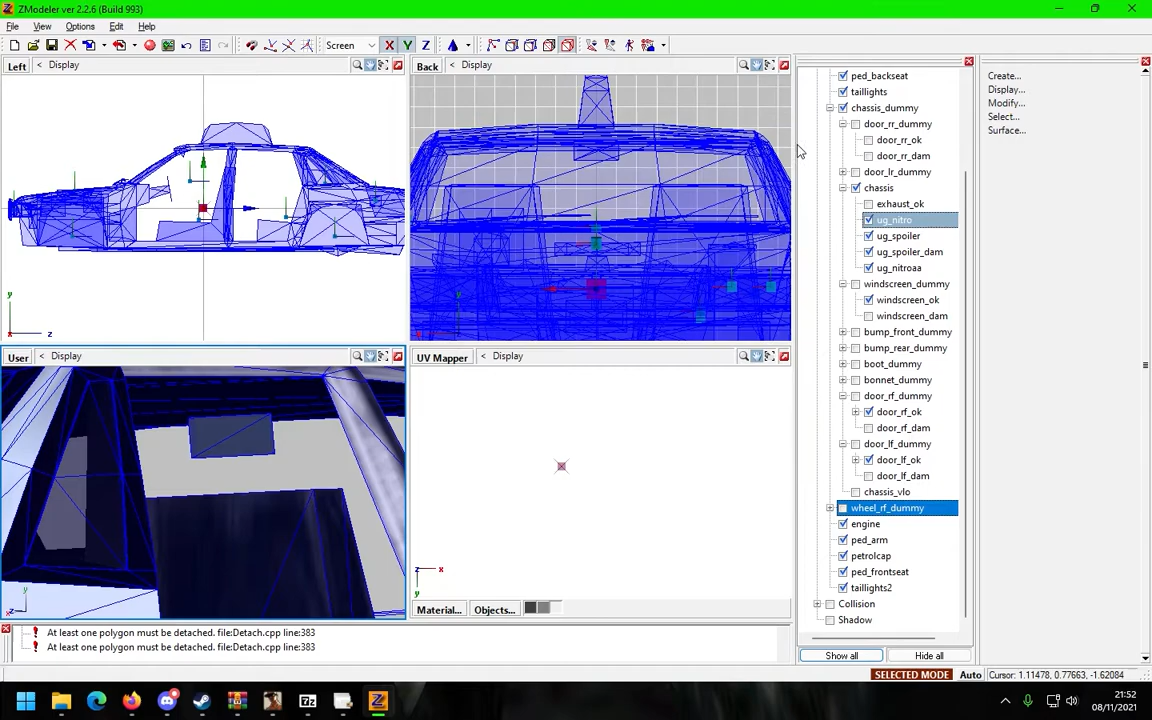 ZModeler ver 2.2.6 (Build 993)
File View Options Edit Help
Screen X Y Z
Left < Display
Back < Display
ped_backseat
taillights
chassis_dummy
door_rr_dummy
door_rr_ok
door_rr_dam
door_lr_dummy
chassis
exhaust_ok
ug_nitro
ug_spoiler
ug_spoiler_dam
ug_nitroaa
windscreen_dummy
windscreen_ok
windscreen_dam
bump_front_dummy
bump_rear_dummy
boot_dummy
bonnet_dummy
door_rf_dummy
door_rf_ok
door_rf_dam
door_lf_dummy
door_lf_ok
door_lf_dam
chassis_vlo
wheel_rf_dummy
engine
ped_arm
petrolcap
ped_frontseat
taillights2
Collision
Shadow
Show all Hide all
Create...
Display...
Modify...
Select...
Surface...
y
x z
y
x
User < Display
UV Mapper < Display
y
z
z x
y
Material... Objects...
At least one polygon must be detached. file:Detach.cpp line:383
At least one polygon must be detached. file:Detach.cpp line:383
SELECTED MODE Auto Cursor: 1.11478, 0.77663, -1.62084
7z
21:52
08/11/2021